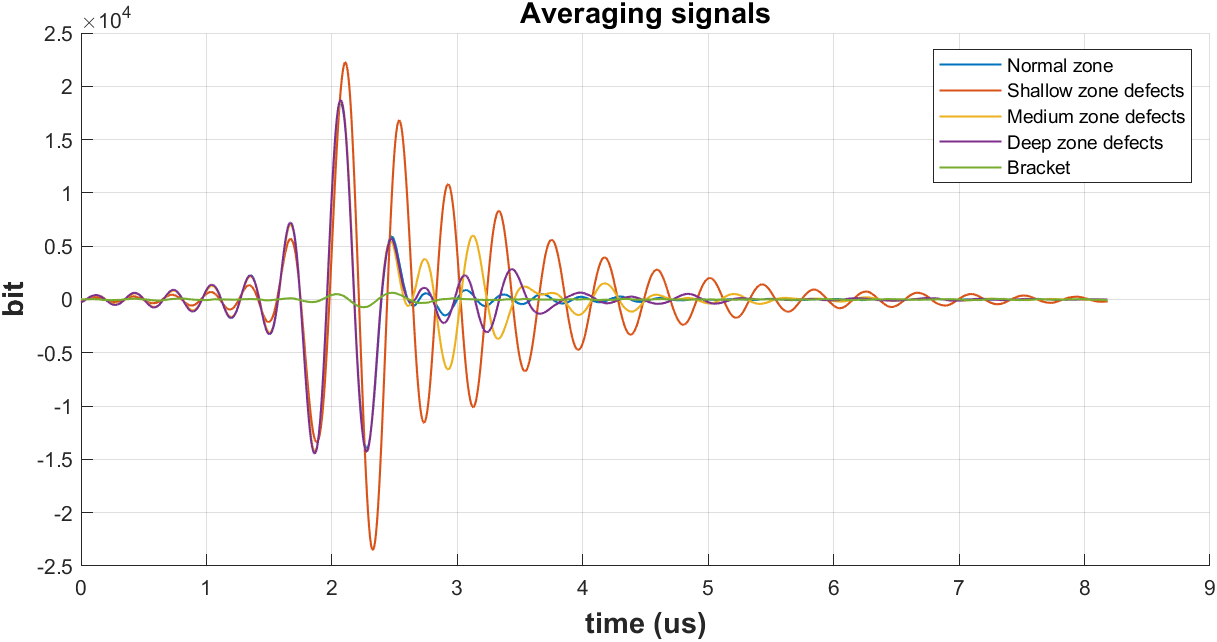 Averaging signals
×10⁴
2.5
2
1.5
1
0.5
0
-0.5
-1
-1.5
-2
-2.5
bit
Normal zone
Shallow zone defects
Medium zone defects
Deep zone defects
Bracket
0 1 2 3 4 5 6 7 8 9
time (us)